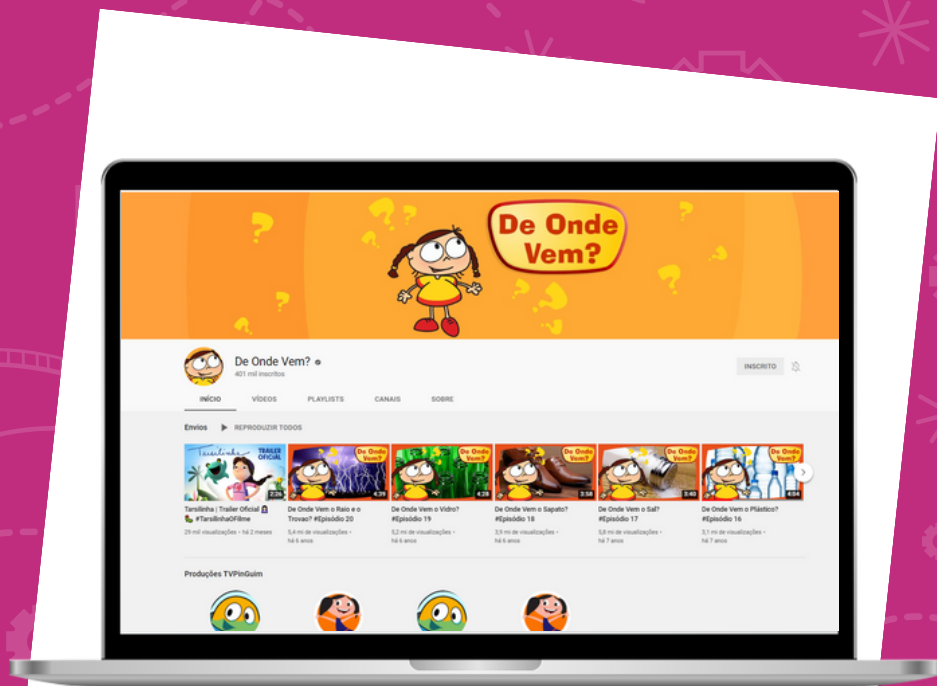 De Onde
Vem?
De Onde Vem?
401 mil inscritos
INSCRITO
INÍCIO VÍDEOS PLAYLISTS CANAIS SOBRE
Envios REPRODUZIR TODOS
Tarsilinha
TRAILER
OFICIAL
2:26
De Onde
Vem?
4:39
De Onde
Vem?
4:28
De Onde
Vem?
3:58
De Onde
Vem?
3:40
De Onde
Vem?
4:04
Tarsilinha | Trailer Oficial
#TarsilinhaOFilme
29 mil visualizações • há 2 meses
De Onde Vem o Raio e o
Trovao? #Episódio 20
5,4 mi de visualizações •
há 6 anos
De Onde Vem o Vidro?
#Episódio 19
5,2 mi de visualizações •
há 6 anos
De Onde Vem o Sapato?
#Episódio 18
3,9 mi de visualizações •
há 6 anos
De Onde Vem o Sal?
#Episódio 17
5,8 mi de visualizações •
há 7 anos
De Onde Vem o Plástico?
#Episódio 16
3,1 mi de visualizações •
há 7 anos
Produções TVPinGuim